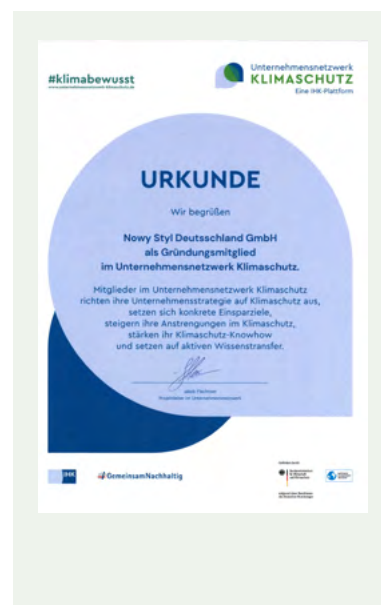 #klimabewusst
Unternehmensnetzwerk
KLIMASCHUTZ
Eine IHK-Plattform
URKUNDE
Wir begrüßen
Nowy Styl Deutsschland GmbH
als Gründungsmitglied
im Unternehmensnetzwerk Klimaschutz.
Mitglieder im Unternehmensnetzwerk Klimaschutz
richten ihre Unternehmensstrategie auf Klimaschutz aus,
setzen sich konkrete Einsparziele,
steigern ihre Anstrengungen im Klimaschutz,
stärken ihr Klimaschutz-Knowhow
und setzen auf aktiven Wissenstransfer.
IHK
#GemeinsamNachhaltig